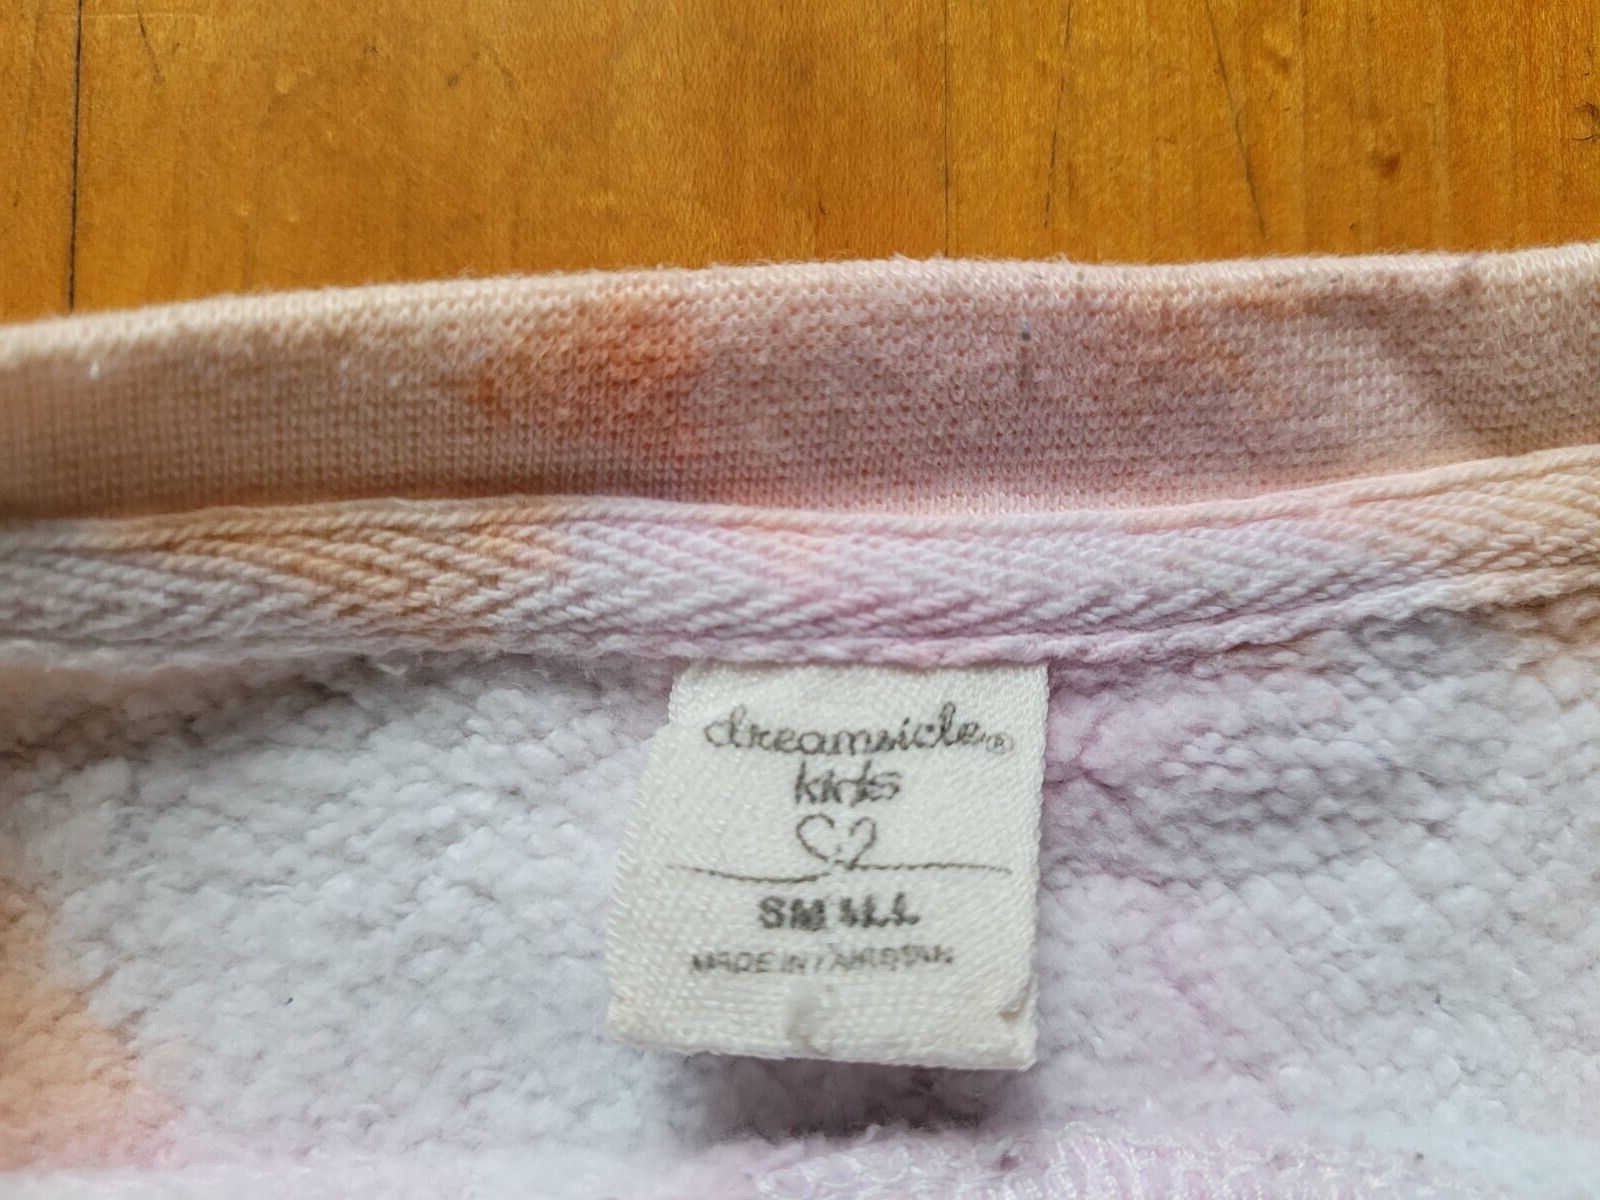 dreamsicle®
kids
SMALL
MADE IN PAKISTAN